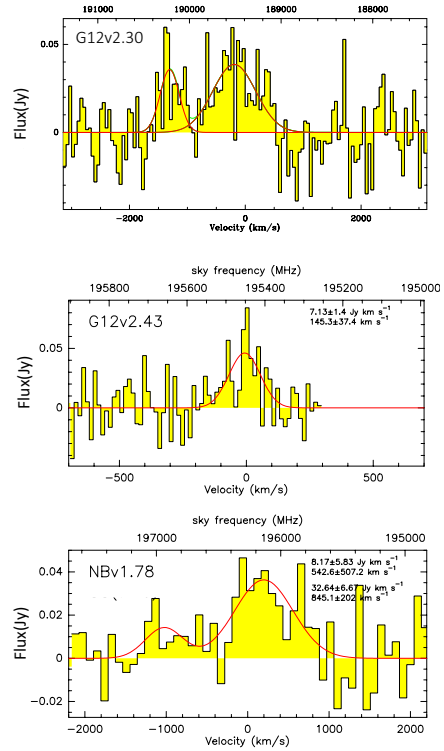 191000 190000 189000 188000
G12v2.30
0.05
0
Flux(Jy)
-2000 0 2000
Velocity (km/s)
sky frequency (MHz)
195800 195600 195400 195200 195000
G12v2.43
7.13±1.4 Jy km s⁻¹
145.3±37.4 km s⁻¹
0.05
0
Flux(Jy)
−500 0 500
Velocity (km/s)
sky frequency (MHz)
197000 196000 195000
NBv1.78
8.17±5.83 Jy km s⁻¹
542.6±507.2 km s⁻¹
32.64±6.67 Jy km s⁻¹
845.1±202 km s⁻¹
0.04
0.02
0
−0.02
Flux(Jy)
−2000 −1000 0 1000 2000
Velocity (km/s)